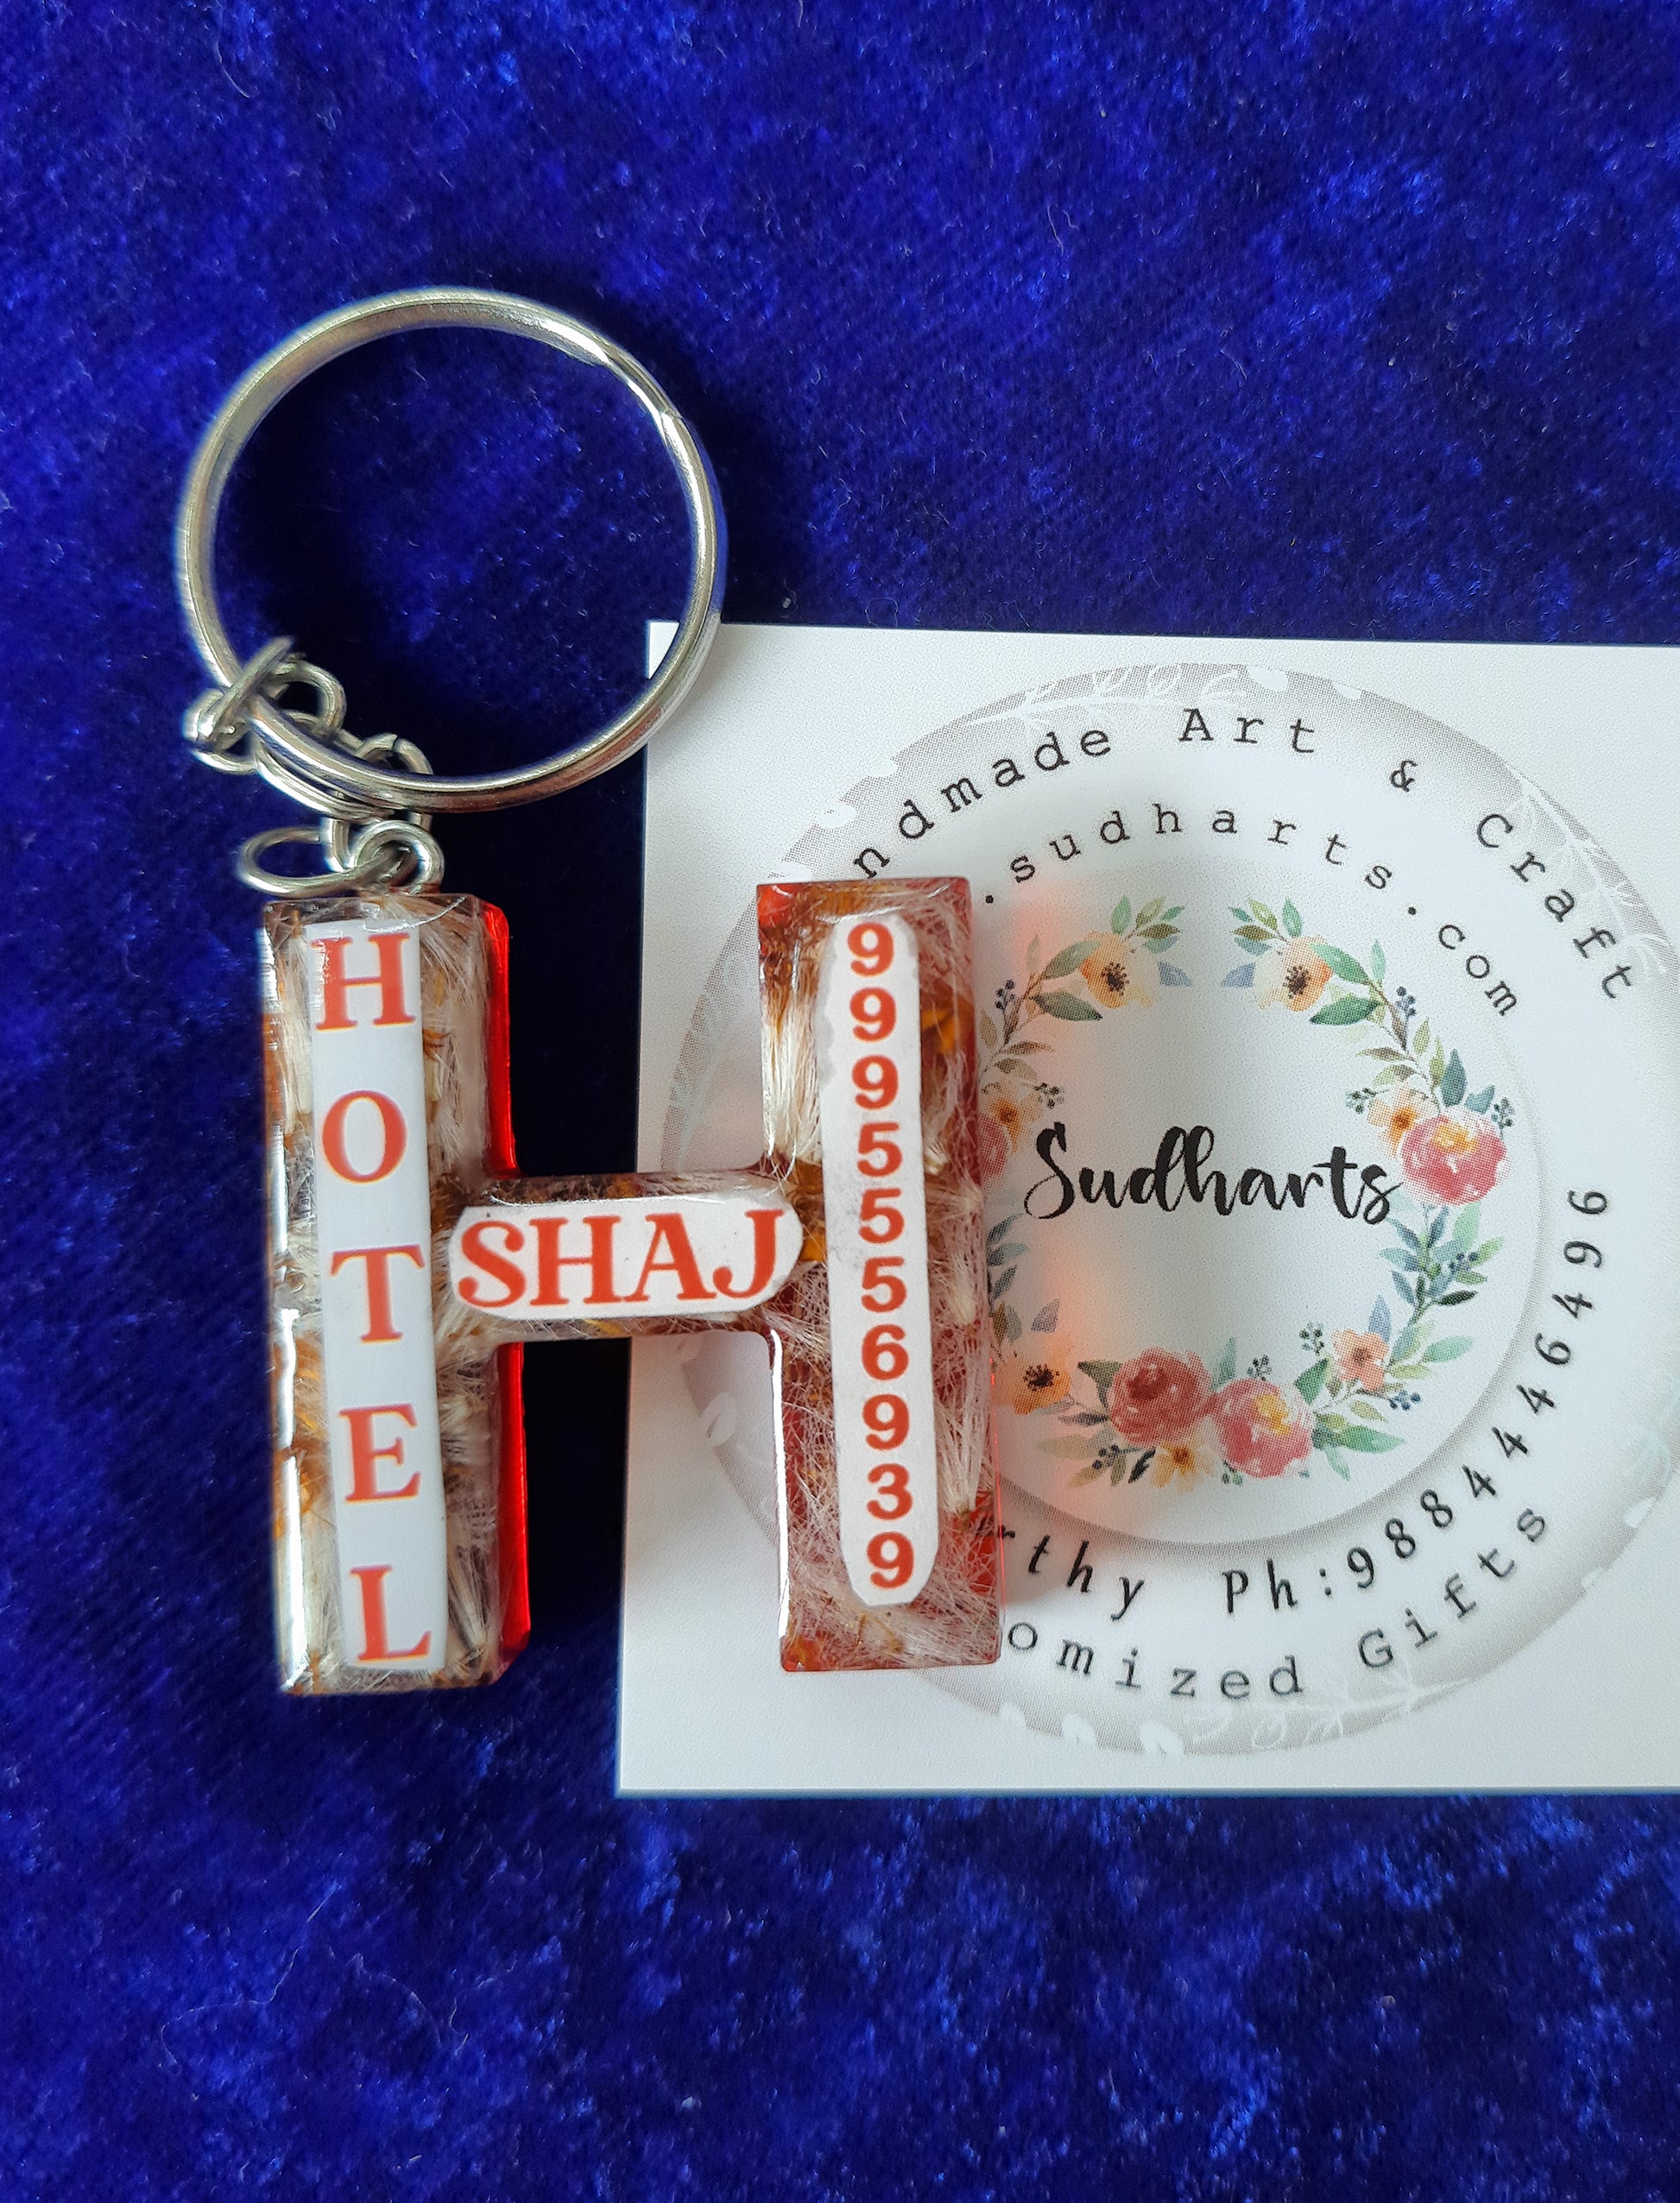 HOTEL
SHAJ
9995556939
ndmade Art & Craft
.sudharts.com
Sudharts
rthy Ph:9884446496
omized Gifts